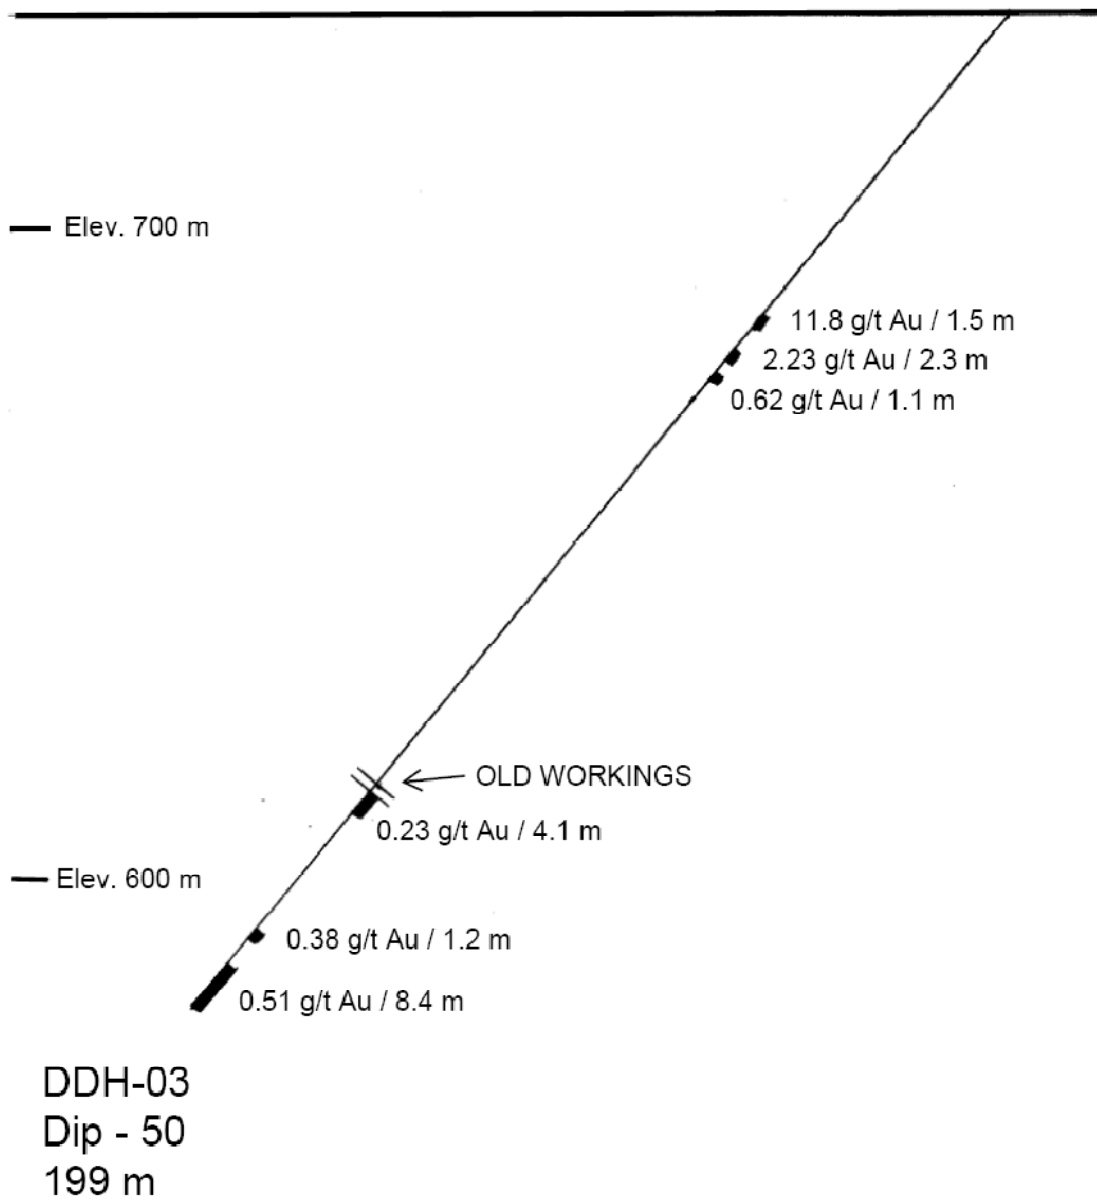 Elev. 700 m
11.8 g/t Au / 1.5 m
2.23 g/t Au / 2.3 m
0.62 g/t Au / 1.1 m
OLD WORKINGS
0.23 g/t Au / 4.1 m
Elev. 600 m
0.38 g/t Au / 1.2 m
0.51 g/t Au / 8.4 m
DDH-03
Dip - 50
199 m